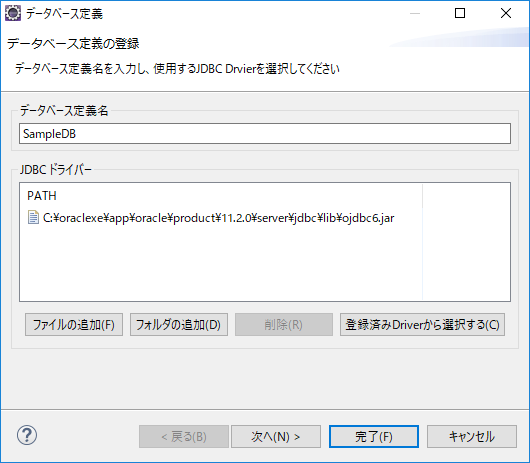 データベース定義
データベース定義の登録
データベース定義名を入力し、使用するJDBC Drvierを選択してください
データベース定義名
SampleDB
JDBC ドライバー
PATH
C:¥oraclexe¥app¥oracle¥product¥11.2.0¥server¥jdbc¥lib¥ojdbc6.jar
ファイルの追加(F) フォルダの追加(D) 削除(R) 登録済みDriverから選択する(C)
? < 戻る(B) 次へ(N) > 完了(F) キャンセル